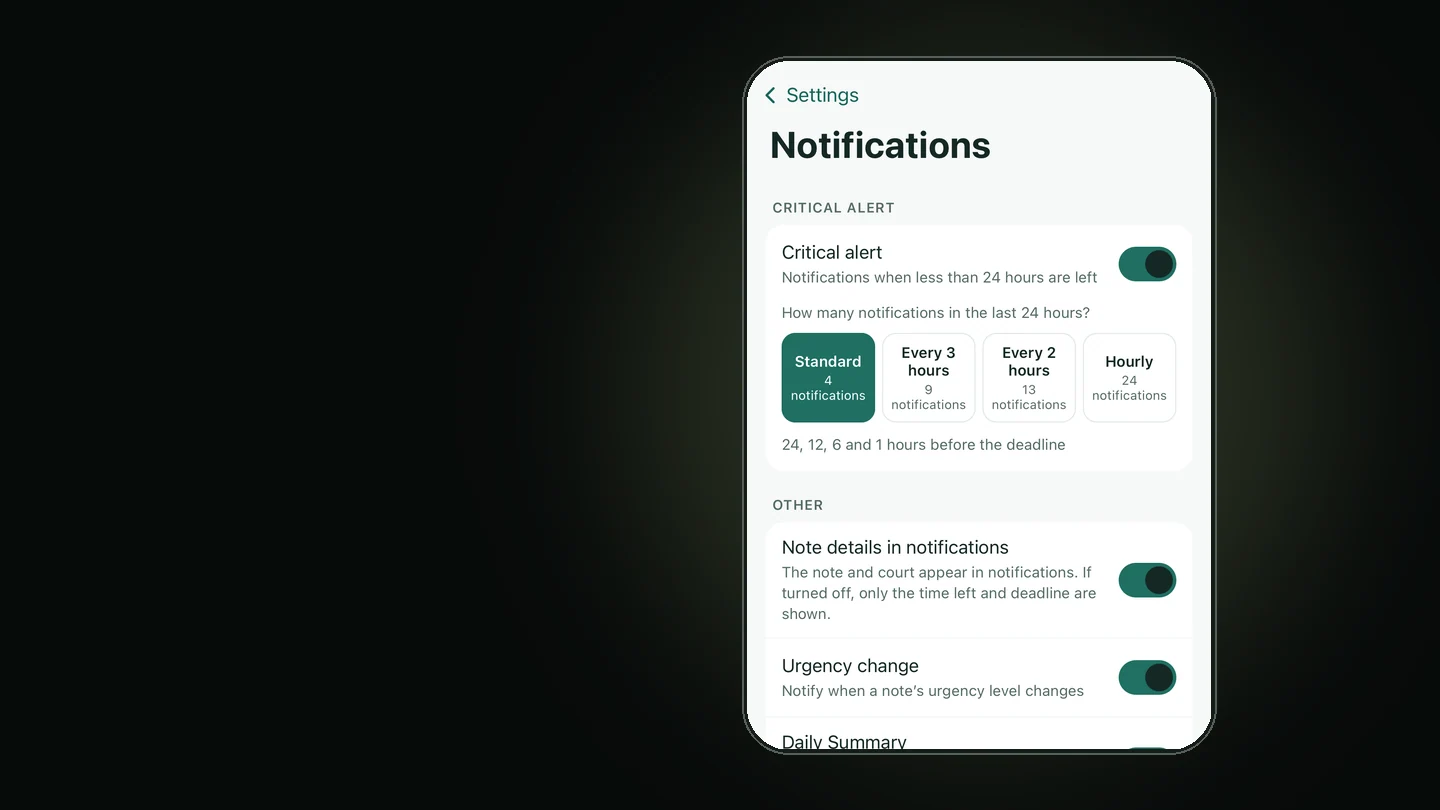 Settings
Notifications
CRITICAL ALERT
Critical alert
Notifications when less than 24 hours are left
How many notifications in the last 24 hours?
Standard
4
notifications
Every 3
hours
9
notifications
Every 2
hours
13
notifications
Hourly
24
notifications
24, 12, 6 and 1 hours before the deadline
OTHER
Note details in notifications
The note and court appear in notifications. If
turned off, only the time left and deadline are
shown.
Urgency change
Notify when a note’s urgency level changes
Daily Summary